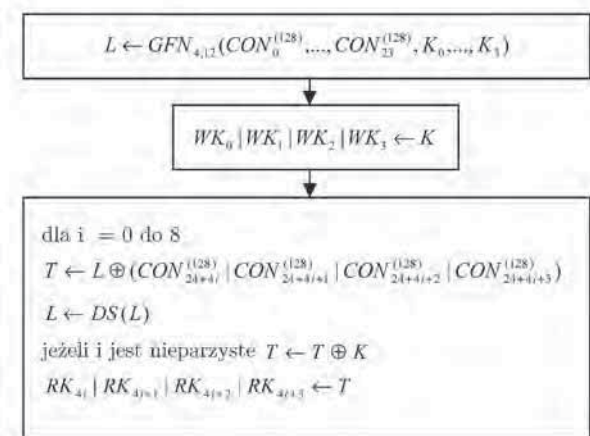 L ← GFN_{4,12}(CON_0^{(128)},...,CON_{23}^{(128)}, K_0,..., K_3)
WK_0 | WK_1 | WK_2 | WK_3 ← K
dla i = 0 do 8
T ← L ⊕ (CON_{24+4i}^{(128)} | CON_{24+4i+1}^{(128)} | CON_{24+4i+2}^{(128)} | CON_{24+4i+3}^{(128)})
L ← DS(L)
jeżeli i jest nieparzyste T ← T ⊕ K
RK_{4i} | RK_{4i+1} | RK_{4i+2} | RK_{4i+3} ← T